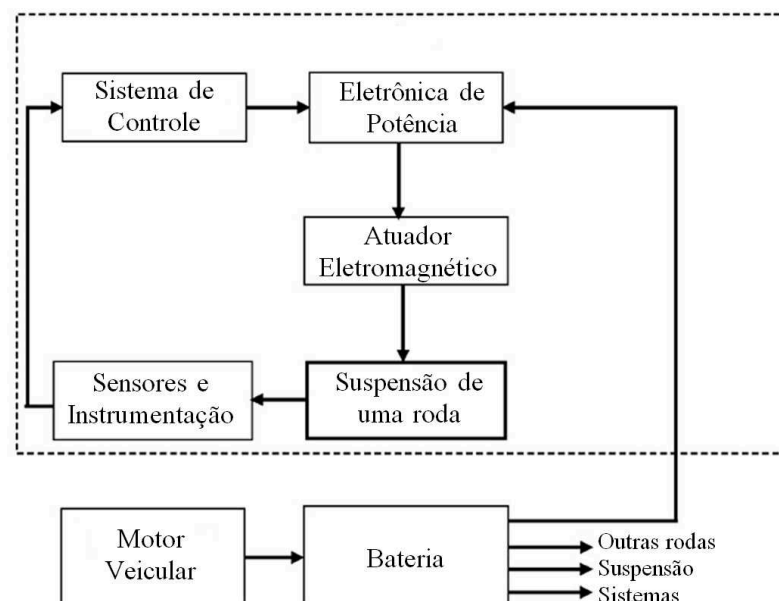 Sistema de
Controle
Eletrônica de
Potência
Atuador
Eletromagnético
Sensores e
Instrumentação
Suspensão de
uma roda
Motor
Veicular
Bateria
Outras rodas
Suspensão
Sistemas